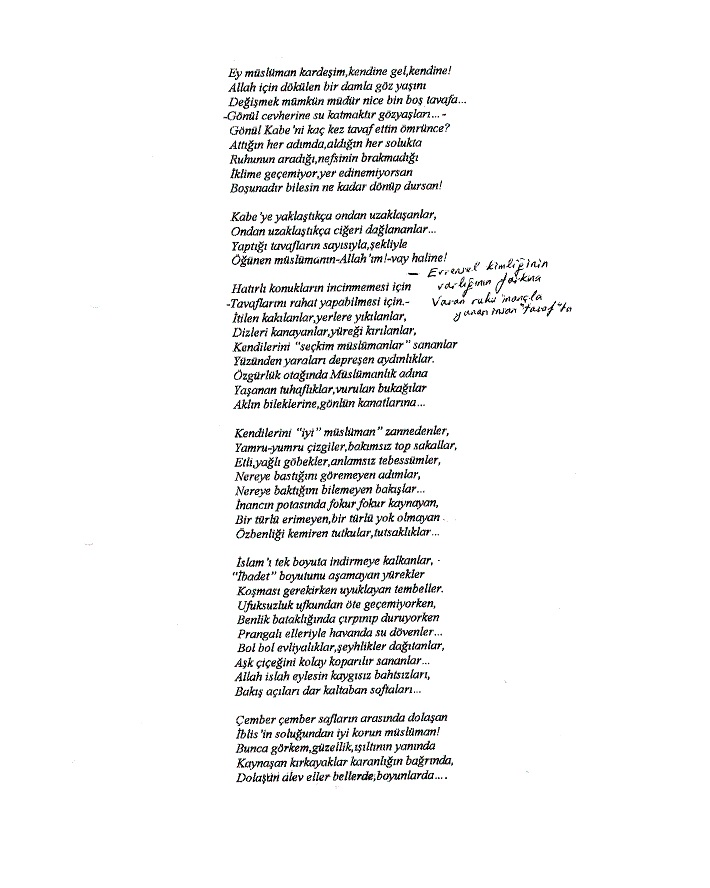 Ey müslüman kardeşim,kendine gel,kendine!
Allah için dökülen bir damla göz yaşını
Değişmek mümkün müdür nice bin boş tavafa...
-Gönül cevherine su katmaktır gözyaşları...-
Gönül Kabe'ni kaç kez tavaf ettin ömrünce?
Attığın her adımda,aldığın her solukta
Ruhunun aradığı,nefsinin brakmadığı
İklime geçemiyor,yer edinemiyorsan
Boşunadır bilesin ne kadar dönüp dursan!

Kabe'ye yaklaştıkça ondan uzaklaşanlar,
Ondan uzaklaştıkça ciğeri dağlananlar...
Yaptığı tavafların sayısıyla,şekliyle
Öğünen müslümanın-Allah'ım!-vay haline!
— Evrensel kimliğinin
varlığının farkına
Varan ruhu inançla
yanan insan "taraf"ta

Hatırlı konukların incinmemesi için
-Tavaflarını rahat yapabilmesi için.-
İtilen kakılanlar,yerlere yıkılanlar,
Dizleri kanayanlar,yüreği kırılanlar,
Kendilerini "seçkim müslümanlar" sananlar
Yüzünden yaraları depreşen aydınlıklar.
Özgürlük otağında Müslümanlık adına
Yaşanan tuhaflıklar,vurulan bukağılar
Aklın bileklerine,gönlün kanatlarına...

Kendilerini "iyi" müslüman" zannedenler,
Yamru-yumru çizgiler,bakımsız top sakallar,
Etli,yağlı göbekler,anlamsız tebessümler,
Nereye bastığını göremeyen adımlar,
Nereye baktığını bilemeyen bakışlar...
İnancın potasında fokur fokur kaynayan,
Bir türlü erimeyen,bir türlü yok olmayan
Özbenliği kemiren tutkular,tutsaklıklar...

İslam'ı tek boyuta indirmeye kalkanlar,
"İbadet" boyutunu aşamayan yürekler
Koşması gerekirken uyuklayan tembeller.
Ufuksuzluk ufkundan öte geçemiyorken,
Benlik bataklığında çırpınıp duruyorken
Prangalı elleriyle havanda su dövenler...
Bol bol evliyalıklar,şeyhlikler dağıtanlar,
Aşk çiçeğini kolay koparılır sananlar...
Allah islah eylesin kaygısız bahtsızları,
Bakış açıları dar kaltaban softaları...

Çember çember safların arasında dolaşan
İblis'in soluğundan iyi korun müslüman!
Bunca görkem,güzellik,ışıltının yanında
Kaynaşan kırkayaklar karanlığın bağrında,
Dolaşan alev eller bellerde,boyunlarda....